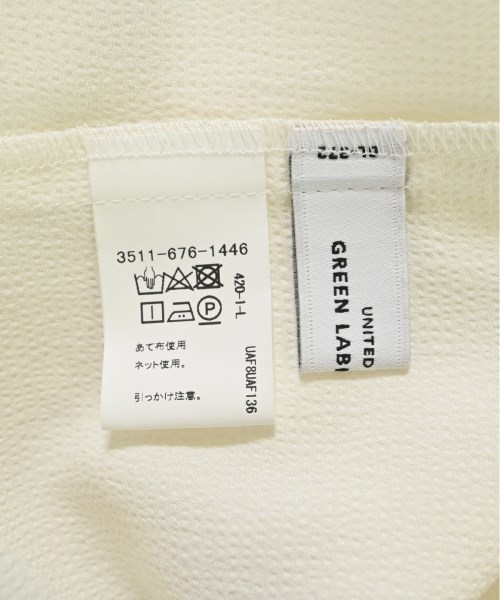 3511-676-1446
420-1-L
あて布使用
ネット使用。
引っかけ注意。
UAF8UAF136
UNITED
GREEN LAB